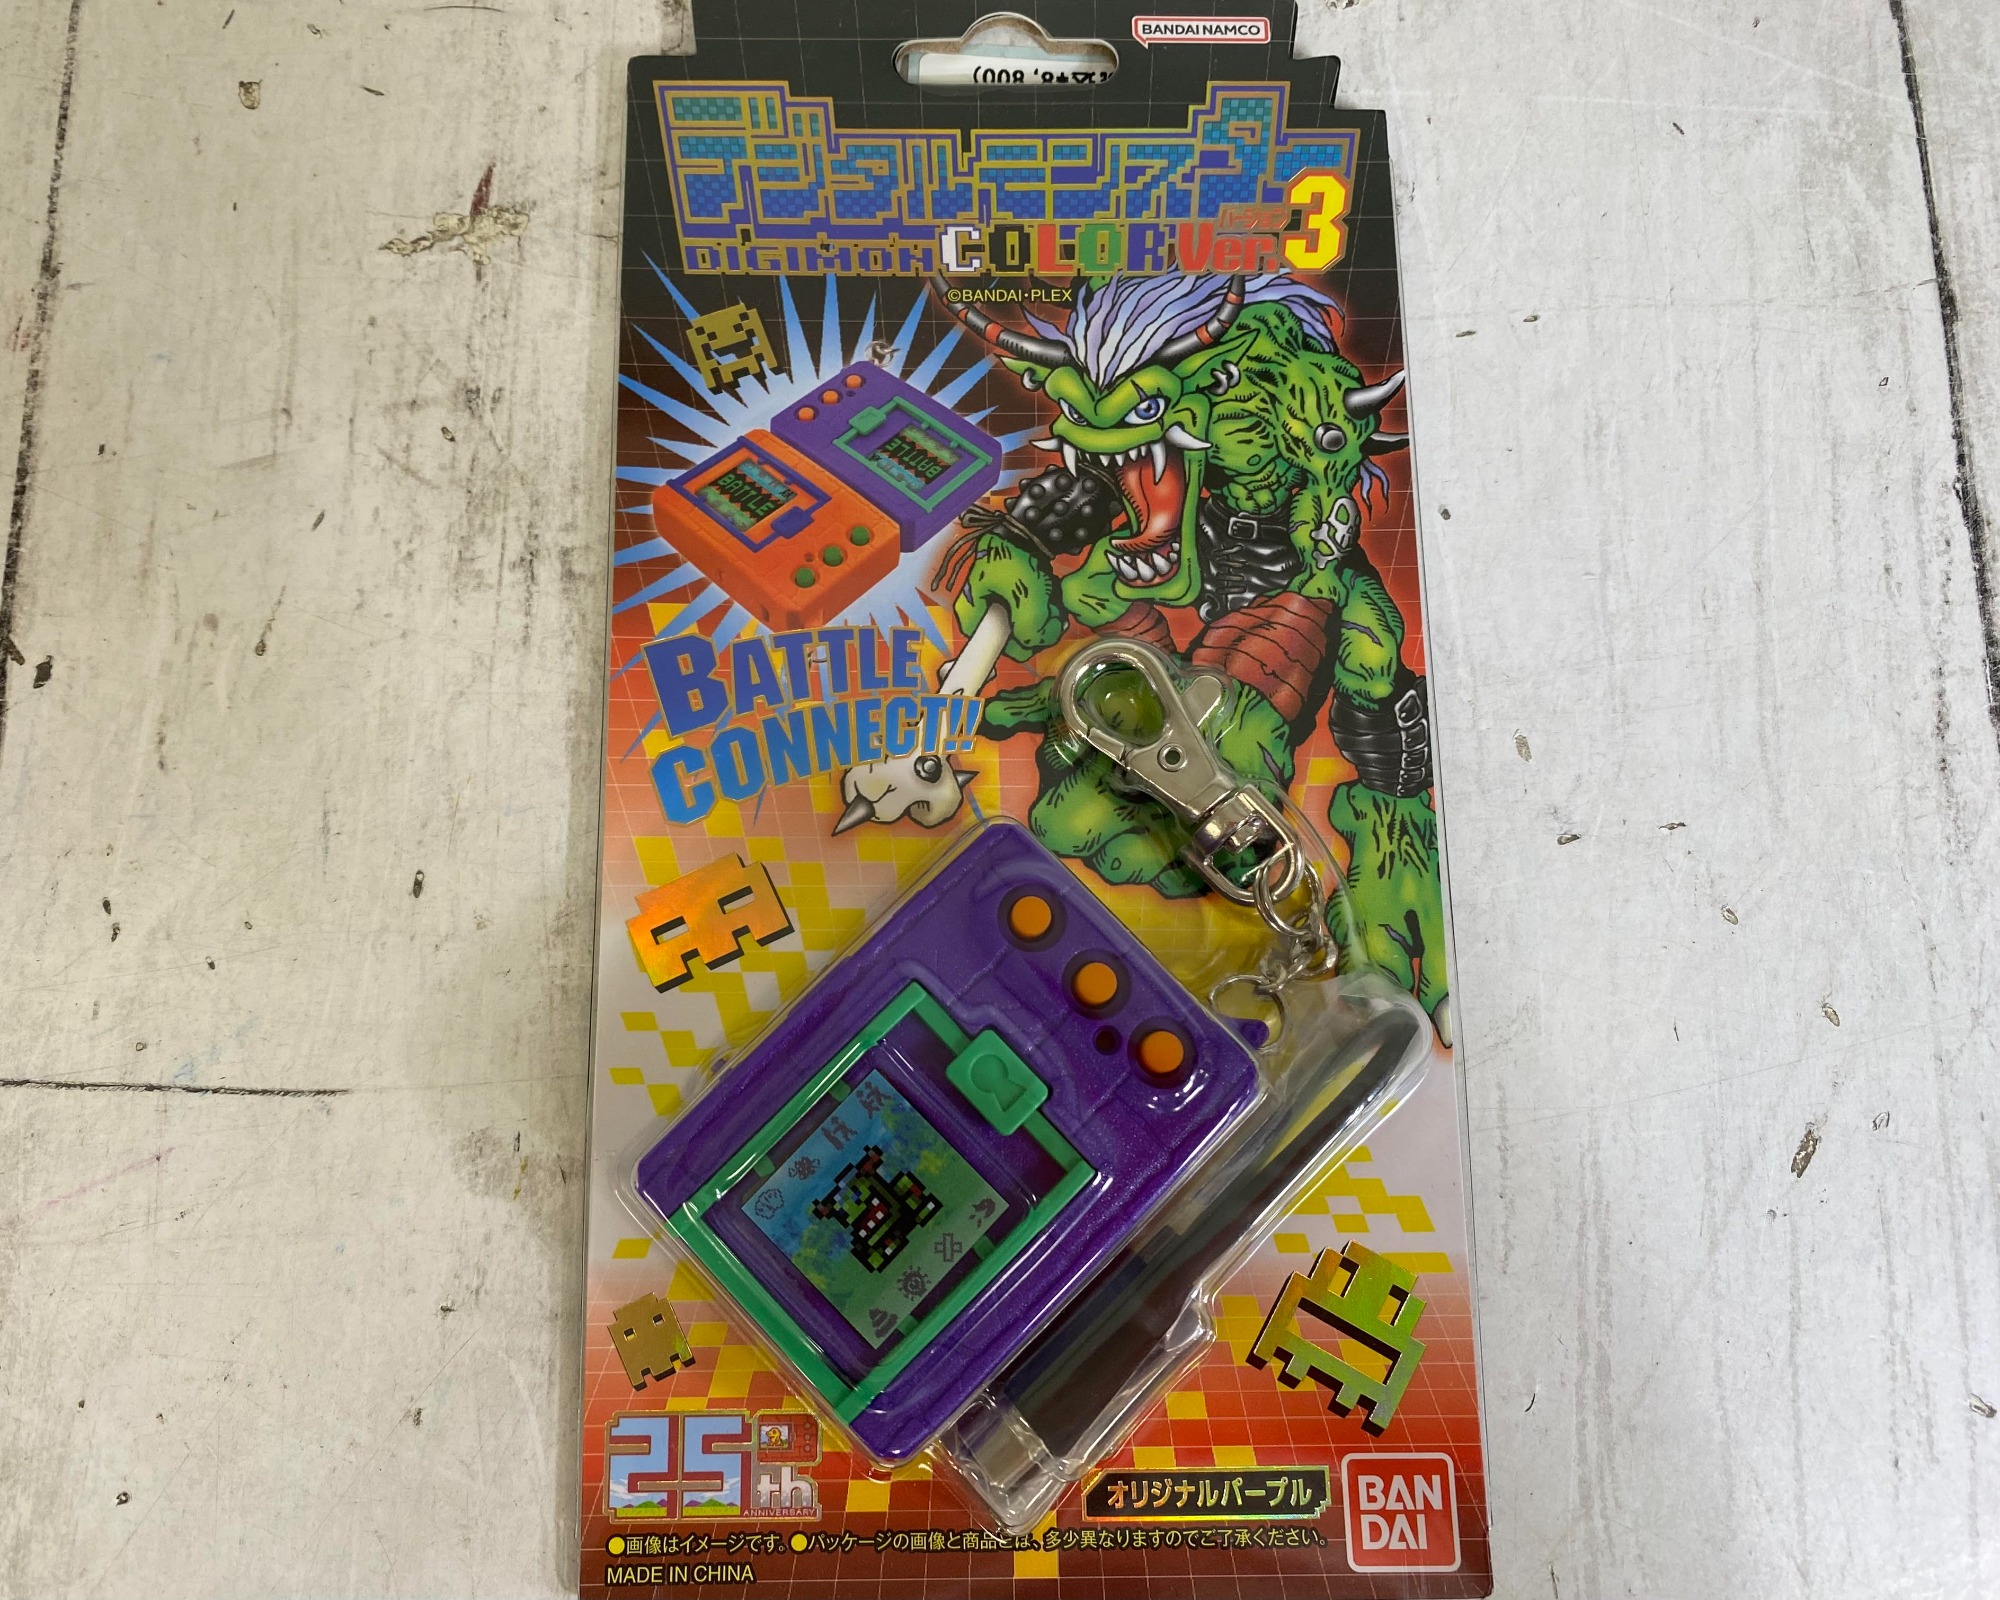 BANDAI NAMCO
デジタルモンスター
DIGIMON COLOR Ver.3
バージョン
©BANDAI・PLEX
BATTLE
BATTLE
BATTLE
CONNECT!!
25th
ANNIVERSARY
オリジナルパープル
BAN
DAI
●画像はイメージです。●パッケージの画像と商品とは、多少異なりますのでご了承ください。
MADE IN CHINA